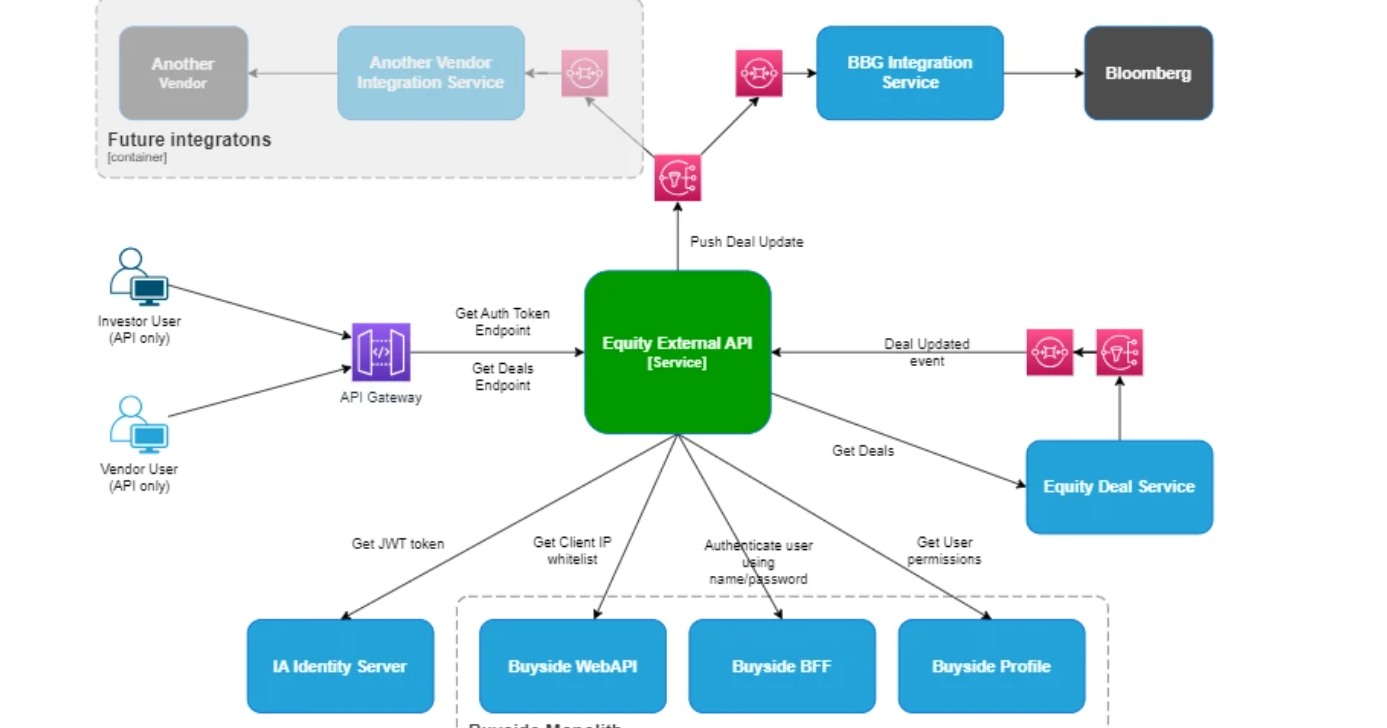 Another
Vendor
Another Vendor
Integration Service
BBG Integration
Service
Bloomberg
Future integratons
[container]
Push Deal Update
Investor User
(API only)
Get Auth Token
Endpoint
Get Deals
Endpoint
API Gateway
Equity External API
[Service]
Deal Updated
event
Vendor User
(API only)
Get Deals
Equity Deal Service
Get JWT token
Get Client IP
whitelist
Authenticate user
using
name/password
Get User
permissions
IA Identity Server
Buyside WebAPI
Buyside BFF
Buyside Profile
Buyside Monolith